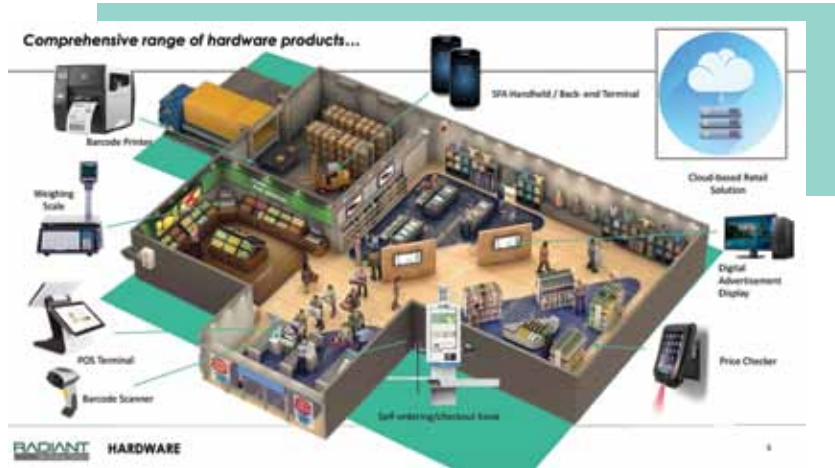 Comprehensive range of hardware products...
Barcode Printer
SFA Handheld / Back-end Terminal
Cloud-based Retail
Solution
Weighing
Scale
Digital
Advertisement
Display
POS Terminal
Price Checker
Barcode Scanner
Self-ordering/checkout kiosk
RADIANT
HARDWARE